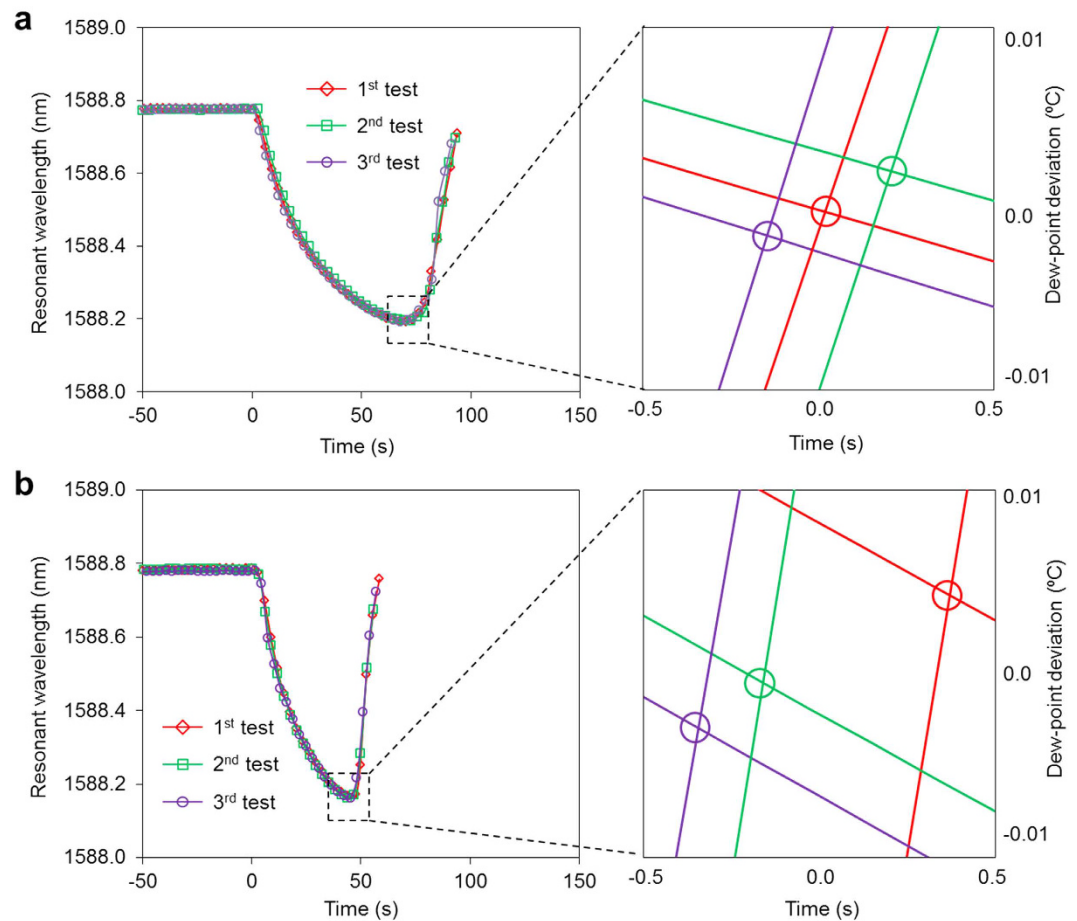 a
1589.0
1588.8
1588.6
1588.4
1588.2
1588.0
Resonant wavelength (nm)
1st test
2nd test
3rd test
-50
0
50
100
150
Time (s)
0.01
0.0
-0.01
Dew-point deviation (ºC)
-0.5
0.0
0.5
Time (s)
b
1589.0
1588.8
1588.6
1588.4
1588.2
1588.0
Resonant wavelength (nm)
1st test
2nd test
3rd test
-50
0
50
100
150
Time (s)
0.01
0.0
-0.01
Dew-point deviation (ºC)
-0.5
0.0
0.5
Time (s)